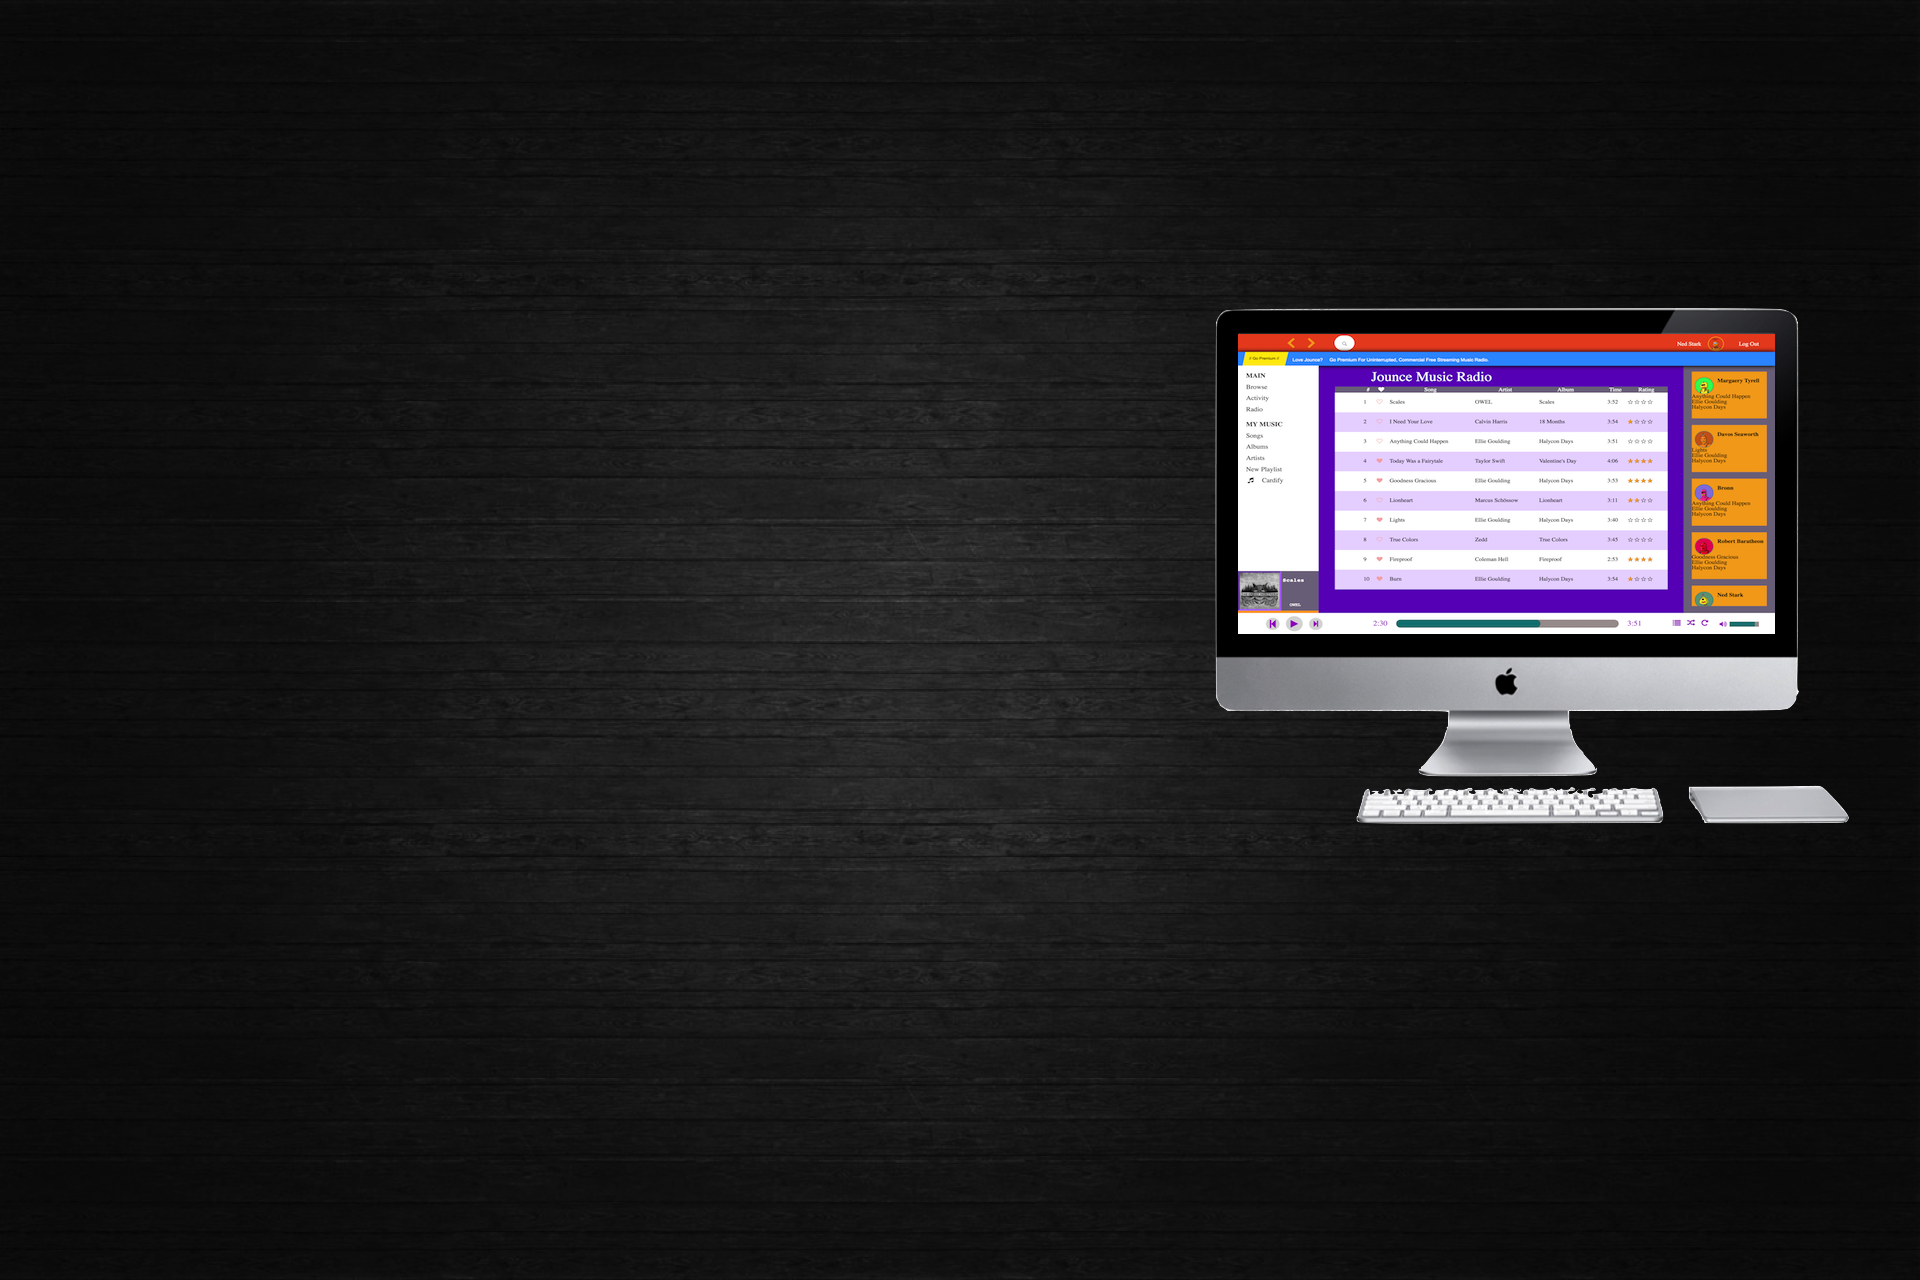 Ned Stark Log Out
// Go Premium // Love Jounce? Go Premium For Uninterrupted, Commercial Free Streaming Music Radio.
MAIN
Browse
Activity
Radio
MY MUSIC
Songs
Albums
Artists
New Playlist
Cardify
Scales
OWEL
Jounce Music Radio
# Song Artist Album Time Rating
1 Scales OWEL Scales 3:52
2 I Need Your Love Calvin Harris 18 Months 3:54
3 Anything Could Happen Ellie Goulding Halycon Days 3:51
4 Today Was a Fairytale Taylor Swift Valentine's Day 4:06
5 Goodness Gracious Ellie Goulding Halycon Days 3:53
6 Lionheart Marcus Schössow Lionheart 3:11
7 Lights Ellie Goulding Halycon Days 3:40
8 True Colors Zedd True Colors 3:45
9 Fireproof Coleman Hell Fireproof 2:53
10 Burn Ellie Goulding Halycon Days 3:54
Margaery Tyrell
Anything Could Happen
Ellie Goulding
Halycon Days
Davos Seaworth
Lights
Ellie Goulding
Halycon Days
Bronn
Anything Could Happen
Ellie Goulding
Halycon Days
Robert Baratheon
Goodness Gracious
Ellie Goulding
Halycon Days
Ned Stark
2:30 3:51